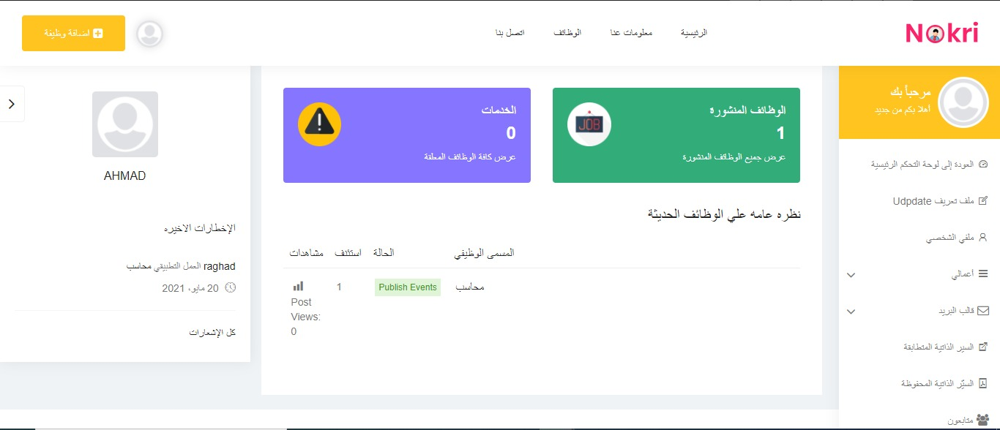 Nokri
الرئيسية
معلومات عنا
الوظائف
اتصل بنا
اضافة وظيفة
مرحباً بك
أهلا بكم من جديد
العودة إلى لوحة التحكم الرئيسية
ملف تعريف Udpdate
ملفي الشخصي
أعمالي
قالب البريد
السير الذاتية المتطابقة
السيَّر الذاتية المحفوظة
متابعون
الوظائف المنشورة
1
عرض جميع الوظائف المنشورة
JOB
الخدمات
0
عرض كافة الوظائف المعلقة
نظره عامه علي الوظائف الحديثة
المسمى الوظيفي
الحالة
استئنف
مشاهدات
محاسب
Publish Events
1
Post
Views:
0
AHMAD
الإخطارات الاخيره
raghad العمل التطبيقي محاسب
20 مايو، 2021
كل الإشعارات